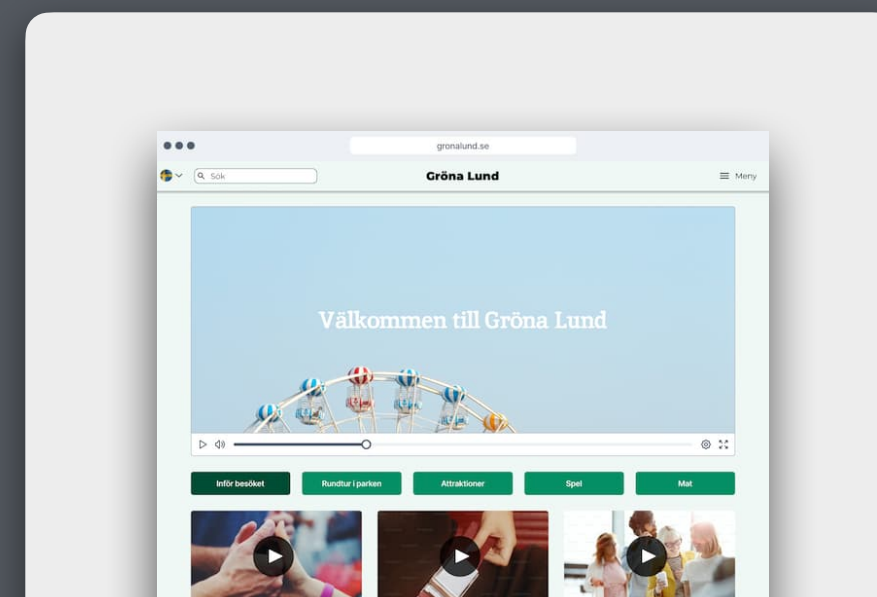 gronalund.se
Sök
Gröna Lund
Meny
Välkommen till Gröna Lund
Inför besöket
Rundtur i parken
Attraktioner
Spel
Mat